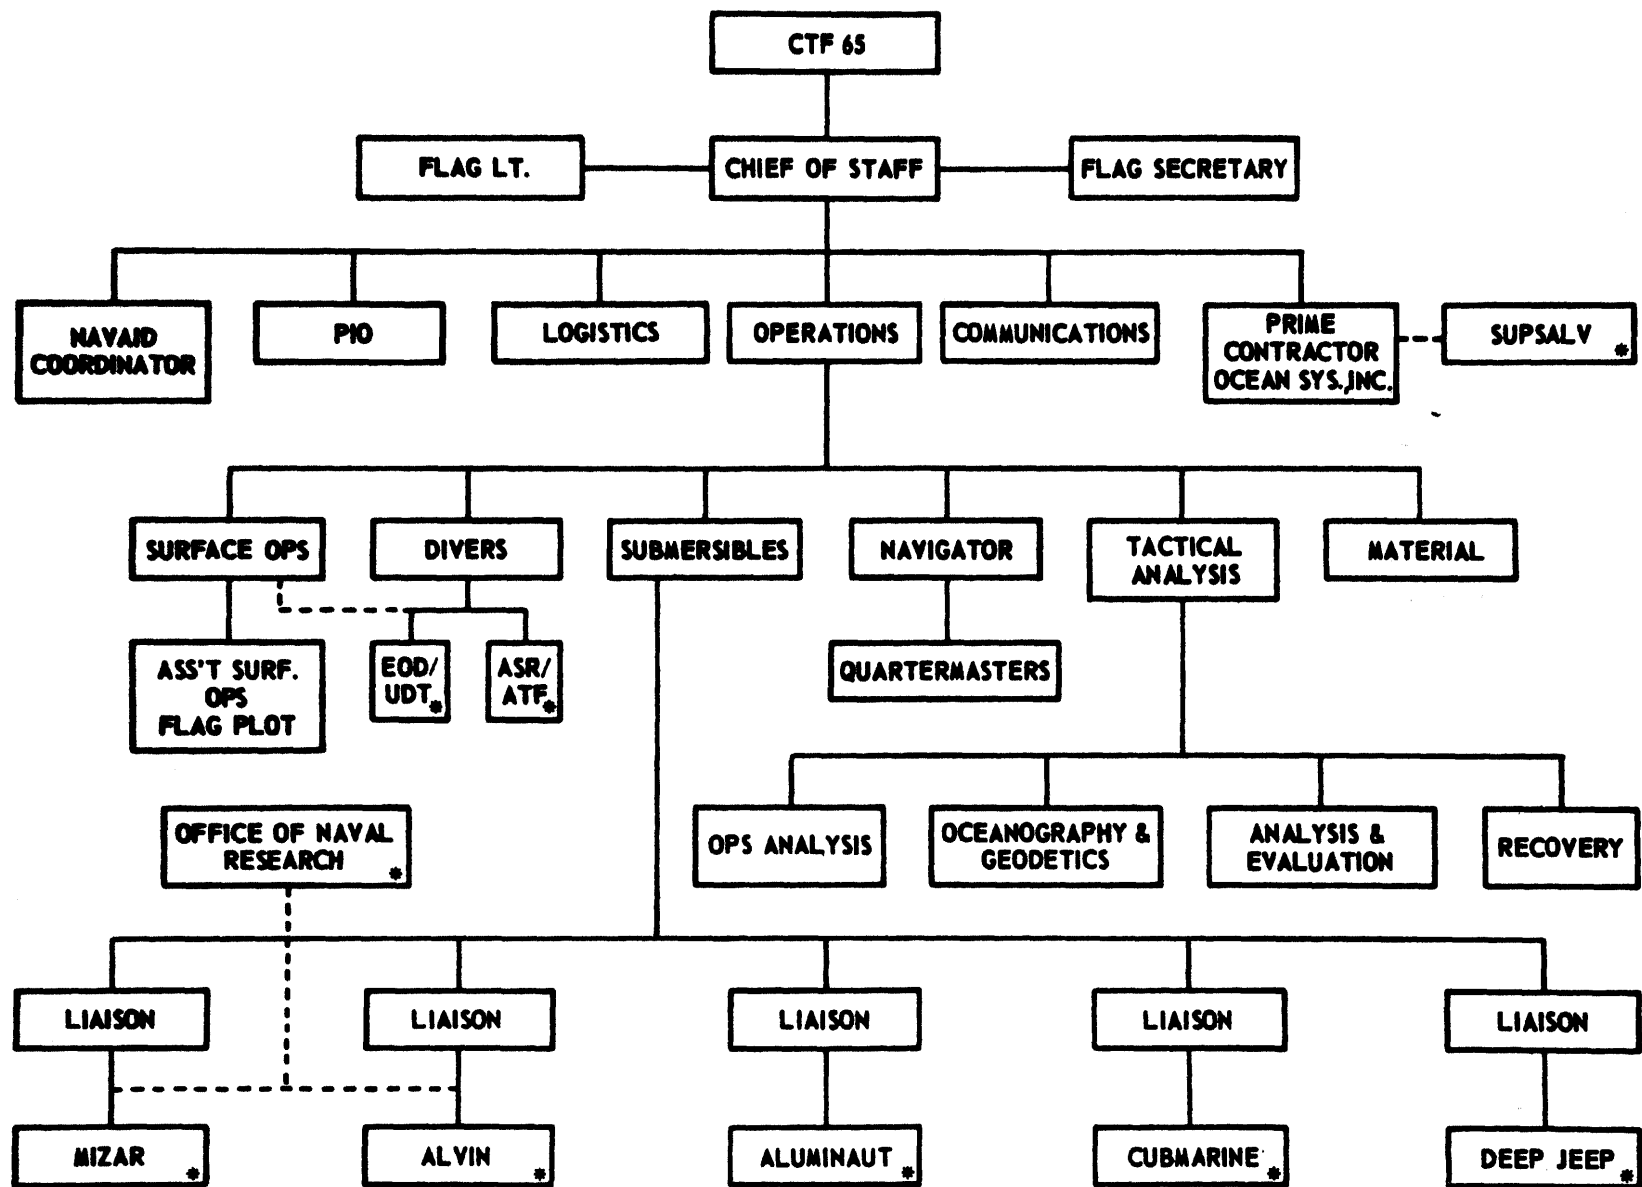 CTF 65
FLAG LT.
CHIEF OF STAFF
FLAG SECRETARY
NAVAID
COORDINATOR
PIO
LOGISTICS
OPERATIONS
COMMUNICATIONS
PRIME
CONTRACTOR
OCEAN SYS.,INC.
SUPSALV
*
SURFACE OPS
DIVERS
SUBMERSIBLES
NAVIGATOR
TACTICAL
ANALYSIS
MATERIAL
ASS'T SURF.
OPS
FLAG PLOT
EOD/
UDT*
ASR/
ATF*
QUARTERMASTERS
OFFICE OF NAVAL
RESEARCH
*
OPS ANALYSIS
OCEANOGRAPHY &
GEODETICS
ANALYSIS &
EVALUATION
RECOVERY
LIAISON
LIAISON
LIAISON
LIAISON
LIAISON
MIZAR *
ALVIN *
ALUMINAUT *
CUBMARINE *
DEEP JEEP *